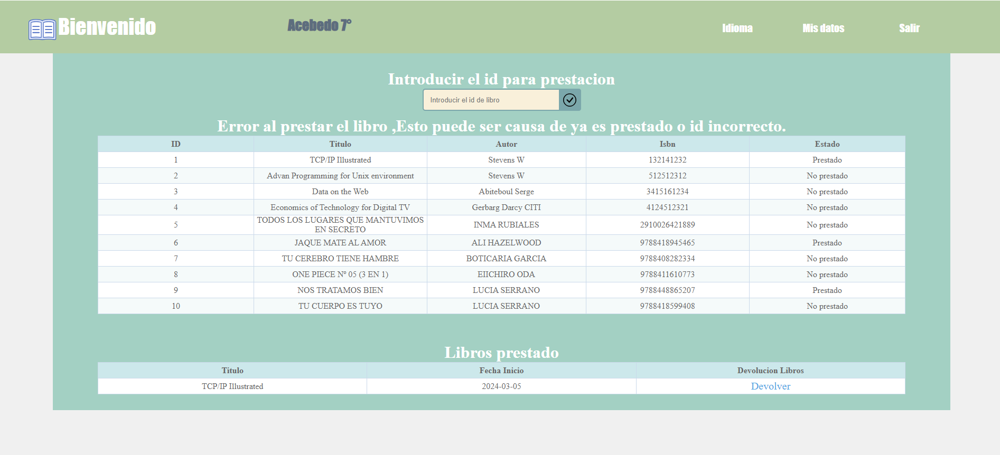 Bienvenido
Acebedo 7°
Idioma Mis datos Salir
Introducir el id para prestacion
Introducir el id de libro
Error al prestar el libro ,Esto puede ser causa de ya es prestado o id incorrecto.
ID Titulo Autor Isbn Estado
1 TCP/IP Illustrated Stevens W 132141232 Prestado
2 Advan Programming for Unix environment Stevens W 512512312 No prestado
3 Data on the Web Abiteboul Serge 3415161234 No prestado
4 Economics of Technology for Digital TV Gerbarg Darcy CITI 4124512321 No prestado
5 TODOS LOS LUGARES QUE MANTUVIMOS EN SECRETO INMA RUBIALES 2910026421889 No prestado
6 JAQUE MATE AL AMOR ALI HAZELWOOD 9788418945465 Prestado
7 TU CEREBRO TIENE HAMBRE BOTICARIA GARCIA 9788408282334 No prestado
8 ONE PIECE Nº 05 (3 EN 1) EIICHIRO ODA 9788411610773 No prestado
9 NOS TRATAMOS BIEN LUCIA SERRANO 9788448865207 Prestado
10 TU CUERPO ES TUYO LUCIA SERRANO 9788418599408 No prestado
Libros prestado
Titulo Fecha Inicio Devolucion Libros
TCP/IP Illustrated 2024-03-05 Devolver